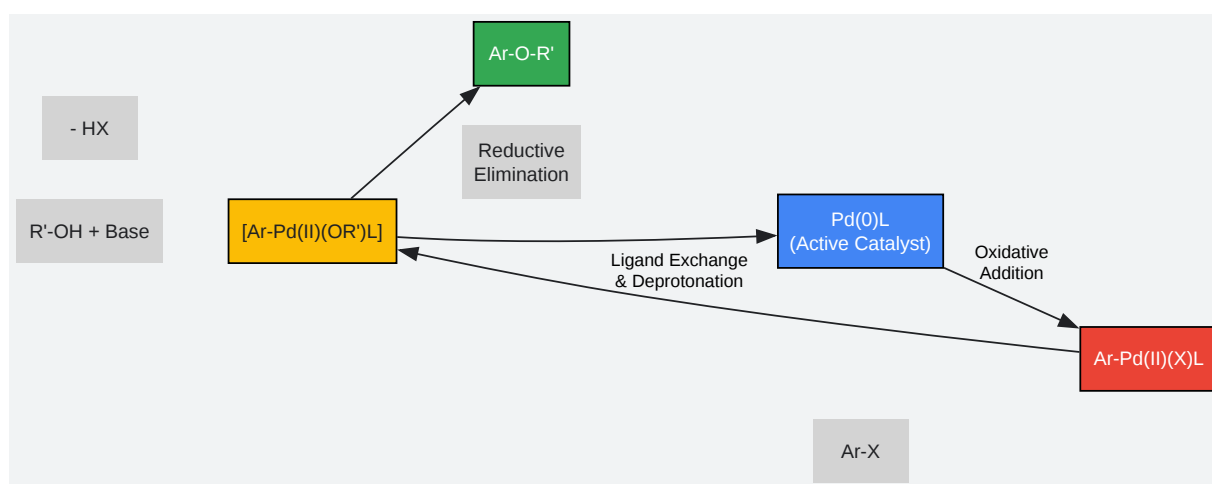 Ar-O-R'
- HX
Reductive
Elimination
R'-OH + Base
[Ar-Pd(II)(OR')L]
Pd(0)L
(Active Catalyst)
Ligand Exchange
& Deprotonation
Oxidative
Addition
Ar-Pd(II)(X)L
Ar-X